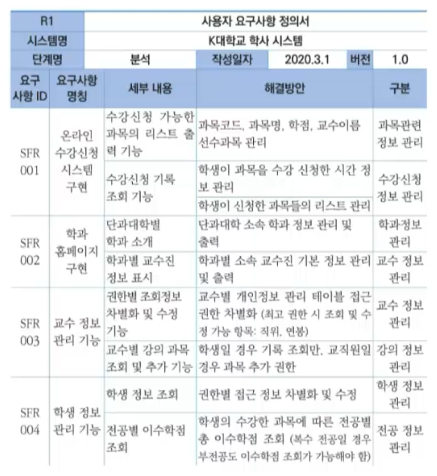 R1 사용자 요구사항 정의서
시스템명 K대학교 학사 시스템
단계명 분석 작성일자 2020.3.1 버전 1.0
요구 사항 ID 요구사항 명칭 세부 내용 해결방안 구분
SFR 001
온라인
수강신청
시스템
구현
수강신청 가능한
과목의 리스트 출
력 기능
과목코드, 과목명, 학점, 교수이름
선수과목 관리
과목관련
정보 관리
수강신청 기록
조회 기능
학생이 과목을 수강 신청한 시간 정
보 관리
학생이 신청한 과목들의 리스트 관리
수강신청
정보 관리
SFR 002
학과
홈페이지
구현
단과대학별
학과 소개
단과대학 소속 학과 정보 관리 및
출력
학과정보
관리
학과별 교수진
정보 표시
학과별 소속 교수진 기본 정보 관리
및 출력
교수 정보
관리
SFR 003
교수 정보
관리 기능
권한별 조회정보
차별화 및 수정
기능
교수별 개인정보 관리 테이블 접근
권한 차별화 (최고 권한 시 조회 및 수
정 가능 항목: 직위, 연봉)
교수 정보
관리
교수별 강의 과목
조회 및 추가 기능
학생일 경우 기록 조회만, 교직원일
경우 과목 추가 권한
강의 정보
관리
SFR 004
학생 정보
관리 기능
학생 정보 조회
권한별 접근 정보 차별화 및 수정
학생 정보
관리
전공별 이수학점
조회
학생의 수강한 과목에 따른 전공별
총 이수학점 조회 (복수 전공일 경우
부전공도 이수학점 조회가 가능해야 함)
전공 정보
관리